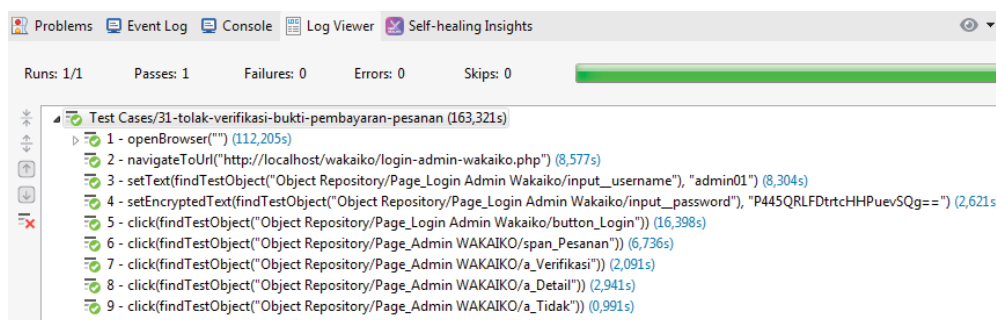 Problems Event Log Console Log Viewer Self-healing Insights
Runs: 1/1 Passes: 1 Failures: 0 Errors: 0 Skips: 0
Test Cases/31-tolak-verifikasi-bukti-pembayaran-pesanan (163,321s)
1 - openBrowser("") (112,205s)
2 - navigateToUrl("http://localhost/wakaiko/login-admin-wakaiko.php") (8,577s)
3 - setText(findTestObject("Object Repository/Page_Login Admin Wakaiko/input__username"), "admin01") (8,304s)
4 - setEncryptedText(findTestObject("Object Repository/Page_Login Admin Wakaiko/input__password"), "P445QRLFDtrtcHHPuevSQg==") (2,621s
5 - click(findTestObject("Object Repository/Page_Login Admin Wakaiko/button_Login")) (16,398s)
6 - click(findTestObject("Object Repository/Page_Admin WAKAIKO/span_Pesanan")) (6,736s)
7 - click(findTestObject("Object Repository/Page_Admin WAKAIKO/a_Verifikasi")) (2,091s)
8 - click(findTestObject("Object Repository/Page_Admin WAKAIKO/a_Detail")) (2,941s)
9 - click(findTestObject("Object Repository/Page_Admin WAKAIKO/a_Tidak")) (0,991s)